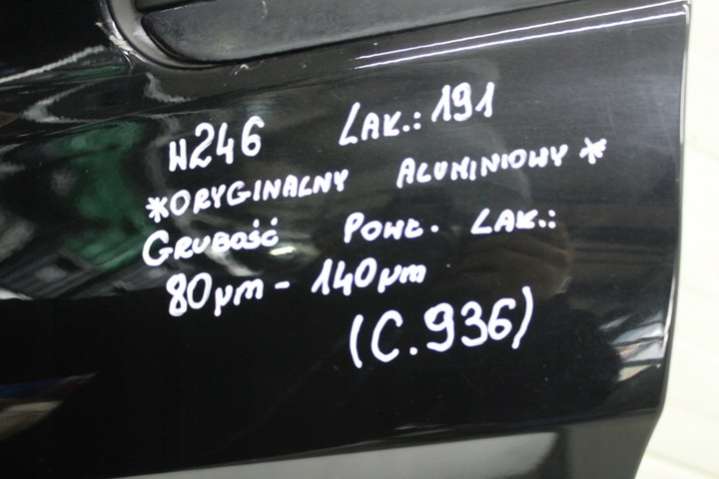 W246 LAK.: 191
*ORYGINALNY ALUMINIOWY*
GRUBOŚĆ POWŁ. LAK.:
80µm - 140µm
(C.936)